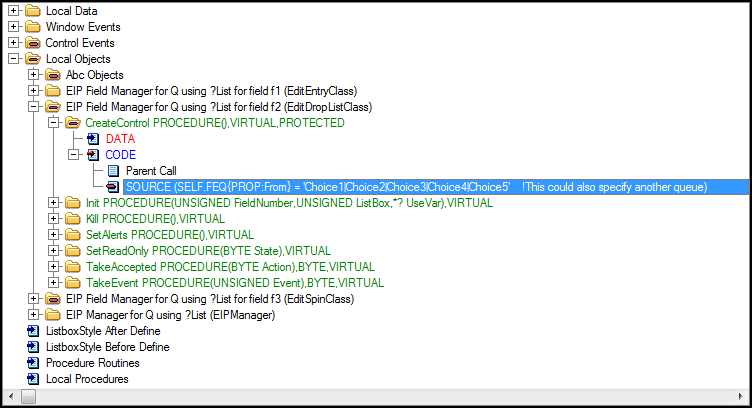 Local Data
Window Events
Control Events
Local Objects
Abc Objects
EIP Field Manager for Q using ?List for field f1 (EditEntryClass)
EIP Field Manager for Q using ?List for field f2 (EditDropListClass)
CreateControl PROCEDURE(),VIRTUAL,PROTECTED
DATA
CODE
Parent Call
SOURCE (SELF.FEQ{PROP:From} = 'Choice1|Choice2|Choice3|Choice4|Choice5' !This could also specify another queue)
Init PROCEDURE(UNSIGNED FieldNumber,UNSIGNED ListBox,*? UseVar),VIRTUAL
Kill PROCEDURE(),VIRTUAL
SetAlerts PROCEDURE(),VIRTUAL
SetReadOnly PROCEDURE(BYTE State),VIRTUAL
TakeAccepted PROCEDURE(BYTE Action),BYTE,VIRTUAL
TakeEvent PROCEDURE(UNSIGNED Event),BYTE,VIRTUAL
EIP Field Manager for Q using ?List for field f3 (EditSpinClass)
EIP Manager for Q using ?List (EIPManager)
ListboxStyle After Define
ListboxStyle Before Define
Procedure Routines
Local Procedures